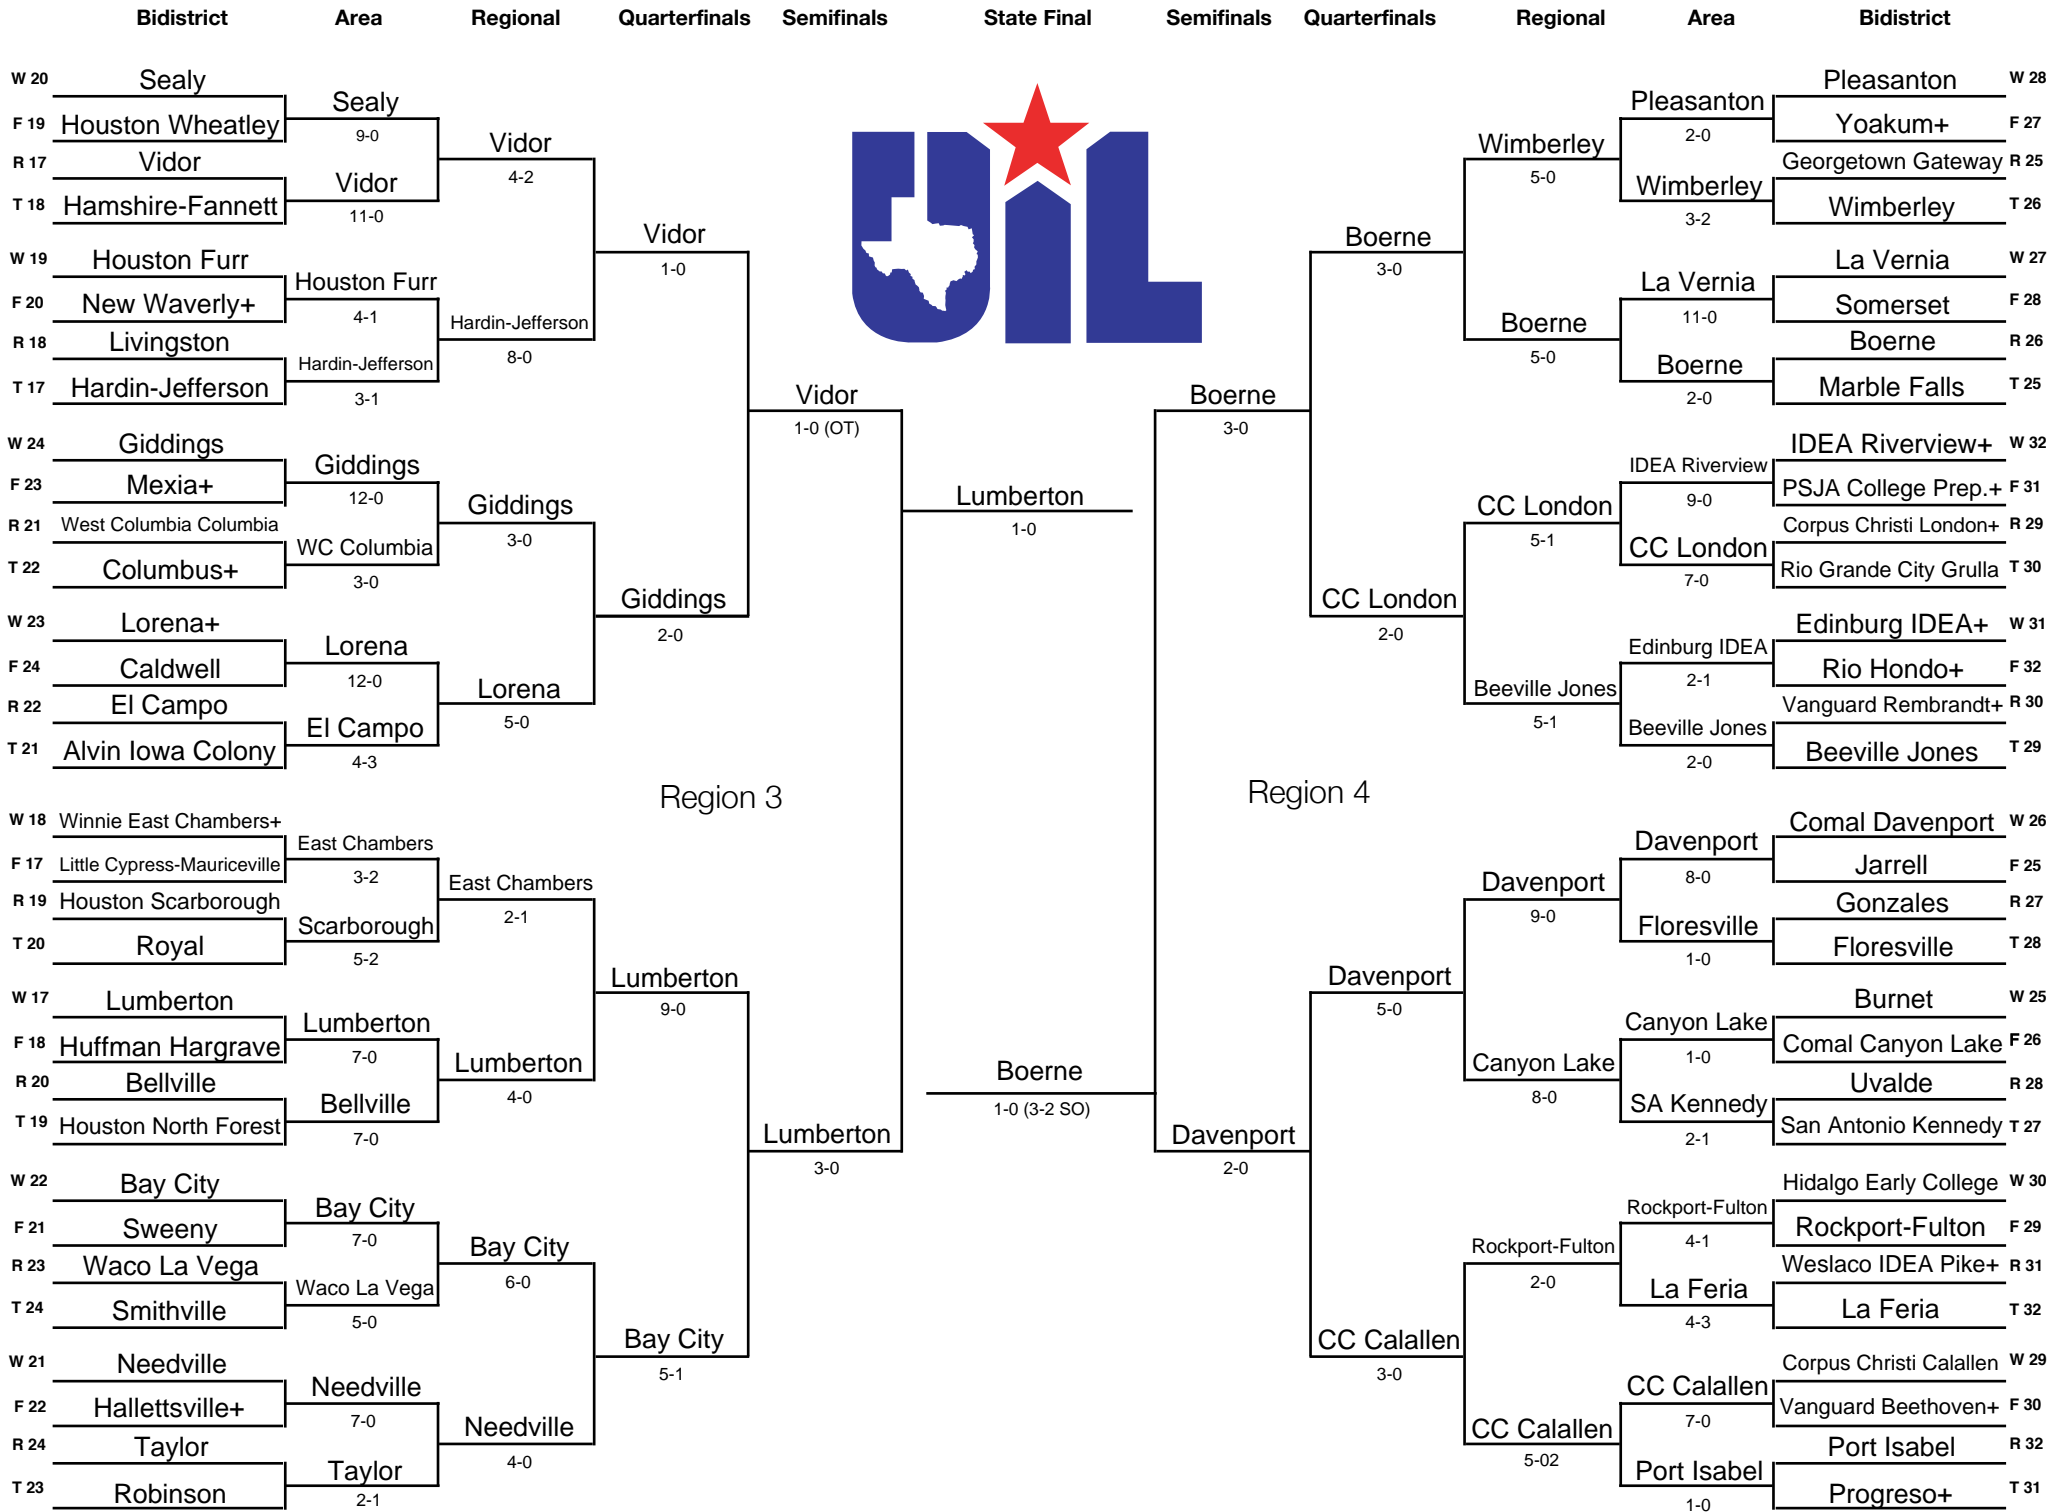 Bidistrict Area Regional Quarterfinals Semifinals State Final Semifinals Quarterfinals Regional Area Bidistrict
W 20 Sealy
Sealy
F 19 Houston Wheatley
9-0
Vidor
4-2
R 17 Vidor
Vidor
T 18 Hamshire-Fannett
11-0
Vidor
1-0
W 19 Houston Furr
Houston Furr
F 20 New Waverly+
4-1
Hardin-Jefferson
8-0
R 18 Livingston
Hardin-Jefferson
T 17 Hardin-Jefferson
3-1
Vidor
1-0 (OT)
W 24 Giddings
Giddings
F 23 Mexia+
12-0
Giddings
3-0
R 21 West Columbia Columbia
WC Columbia
T 22 Columbus+
3-0
Giddings
2-0
W 23 Lorena+
Lorena
F 24 Caldwell
12-0
Lorena
5-0
R 22 El Campo
El Campo
T 21 Alvin Iowa Colony
4-3
Region 3
W 18 Winnie East Chambers+
East Chambers
F 17 Little Cypress-Mauriceville
3-2
East Chambers
2-1
R 19 Houston Scarborough
Scarborough
T 20 Royal
5-2
Lumberton
9-0
W 17 Lumberton
Lumberton
F 18 Huffman Hargrave
7-0
Lumberton
4-0
R 20 Bellville
Bellville
T 19 Houston North Forest
7-0
Lumberton
3-0
W 22 Bay City
Bay City
F 21 Sweeny
7-0
Bay City
6-0
R 23 Waco La Vega
Waco La Vega
T 24 Smithville
5-0
Bay City
5-1
W 21 Needville
Needville
F 22 Hallettsville+
7-0
Needville
4-0
R 24 Taylor
Taylor
T 23 Robinson
2-1
UIL
Lumberton
1-0
Boerne
1-0 (3-2 SO)
Pleasanton W 28
Pleasanton
Yoakum+ F 27
2-0
Wimberley
5-0
Georgetown Gateway R 25
Wimberley
Wimberley T 26
3-2
Boerne
3-0
La Vernia W 27
La Vernia
Somerset F 28
11-0
Boerne
5-0
Boerne R 26
Boerne
Marble Falls T 25
2-0
Boerne
3-0
IDEA Riverview+ W 32
IDEA Riverview
PSJA College Prep.+ F 31
9-0
CC London
5-1
Corpus Christi London+ R 29
CC London
Rio Grande City Grulla T 30
7-0
CC London
2-0
Edinburg IDEA+ W 31
Edinburg IDEA
Rio Hondo+ F 32
2-1
Beeville Jones
5-1
Vanguard Rembrandt+ R 30
Beeville Jones
Beeville Jones T 29
2-0
Region 4
Comal Davenport W 26
Davenport
Jarrell F 25
8-0
Davenport
9-0
Gonzales R 27
Floresville
Floresville T 28
1-0
Davenport
5-0
Burnet W 25
Canyon Lake
Comal Canyon Lake F 26
1-0
Canyon Lake
8-0
Uvalde R 28
SA Kennedy
San Antonio Kennedy T 27
2-1
Davenport
2-0
Hidalgo Early College W 30
Rockport-Fulton
Rockport-Fulton F 29
4-1
Rockport-Fulton
2-0
Weslaco IDEA Pike+ R 31
La Feria
La Feria T 32
4-3
CC Calallen
3-0
Corpus Christi Calallen W 29
CC Calallen
Vanguard Beethoven+ F 30
7-0
CC Calallen
5-02
Port Isabel R 32
Port Isabel
Progreso+ T 31
1-0